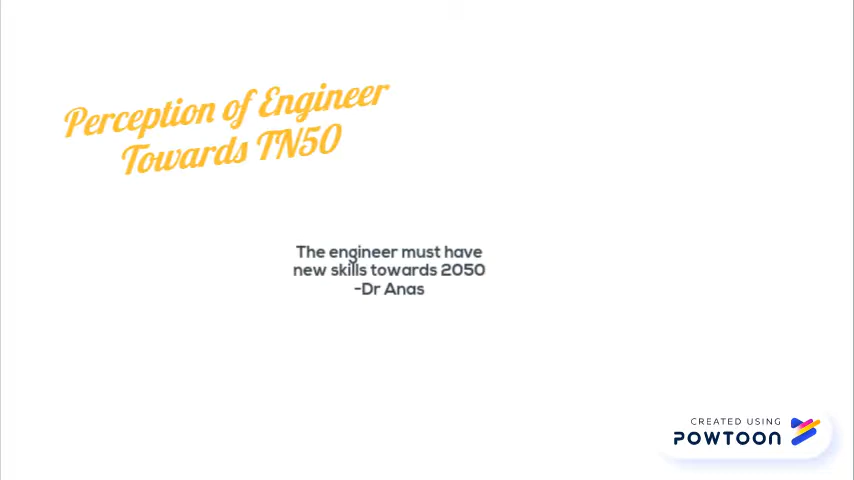 Perception of Engineer
Towards TN50
The engineer must have
new skills towards 2050
-Dr Anas
CREATED USING
POWTOON